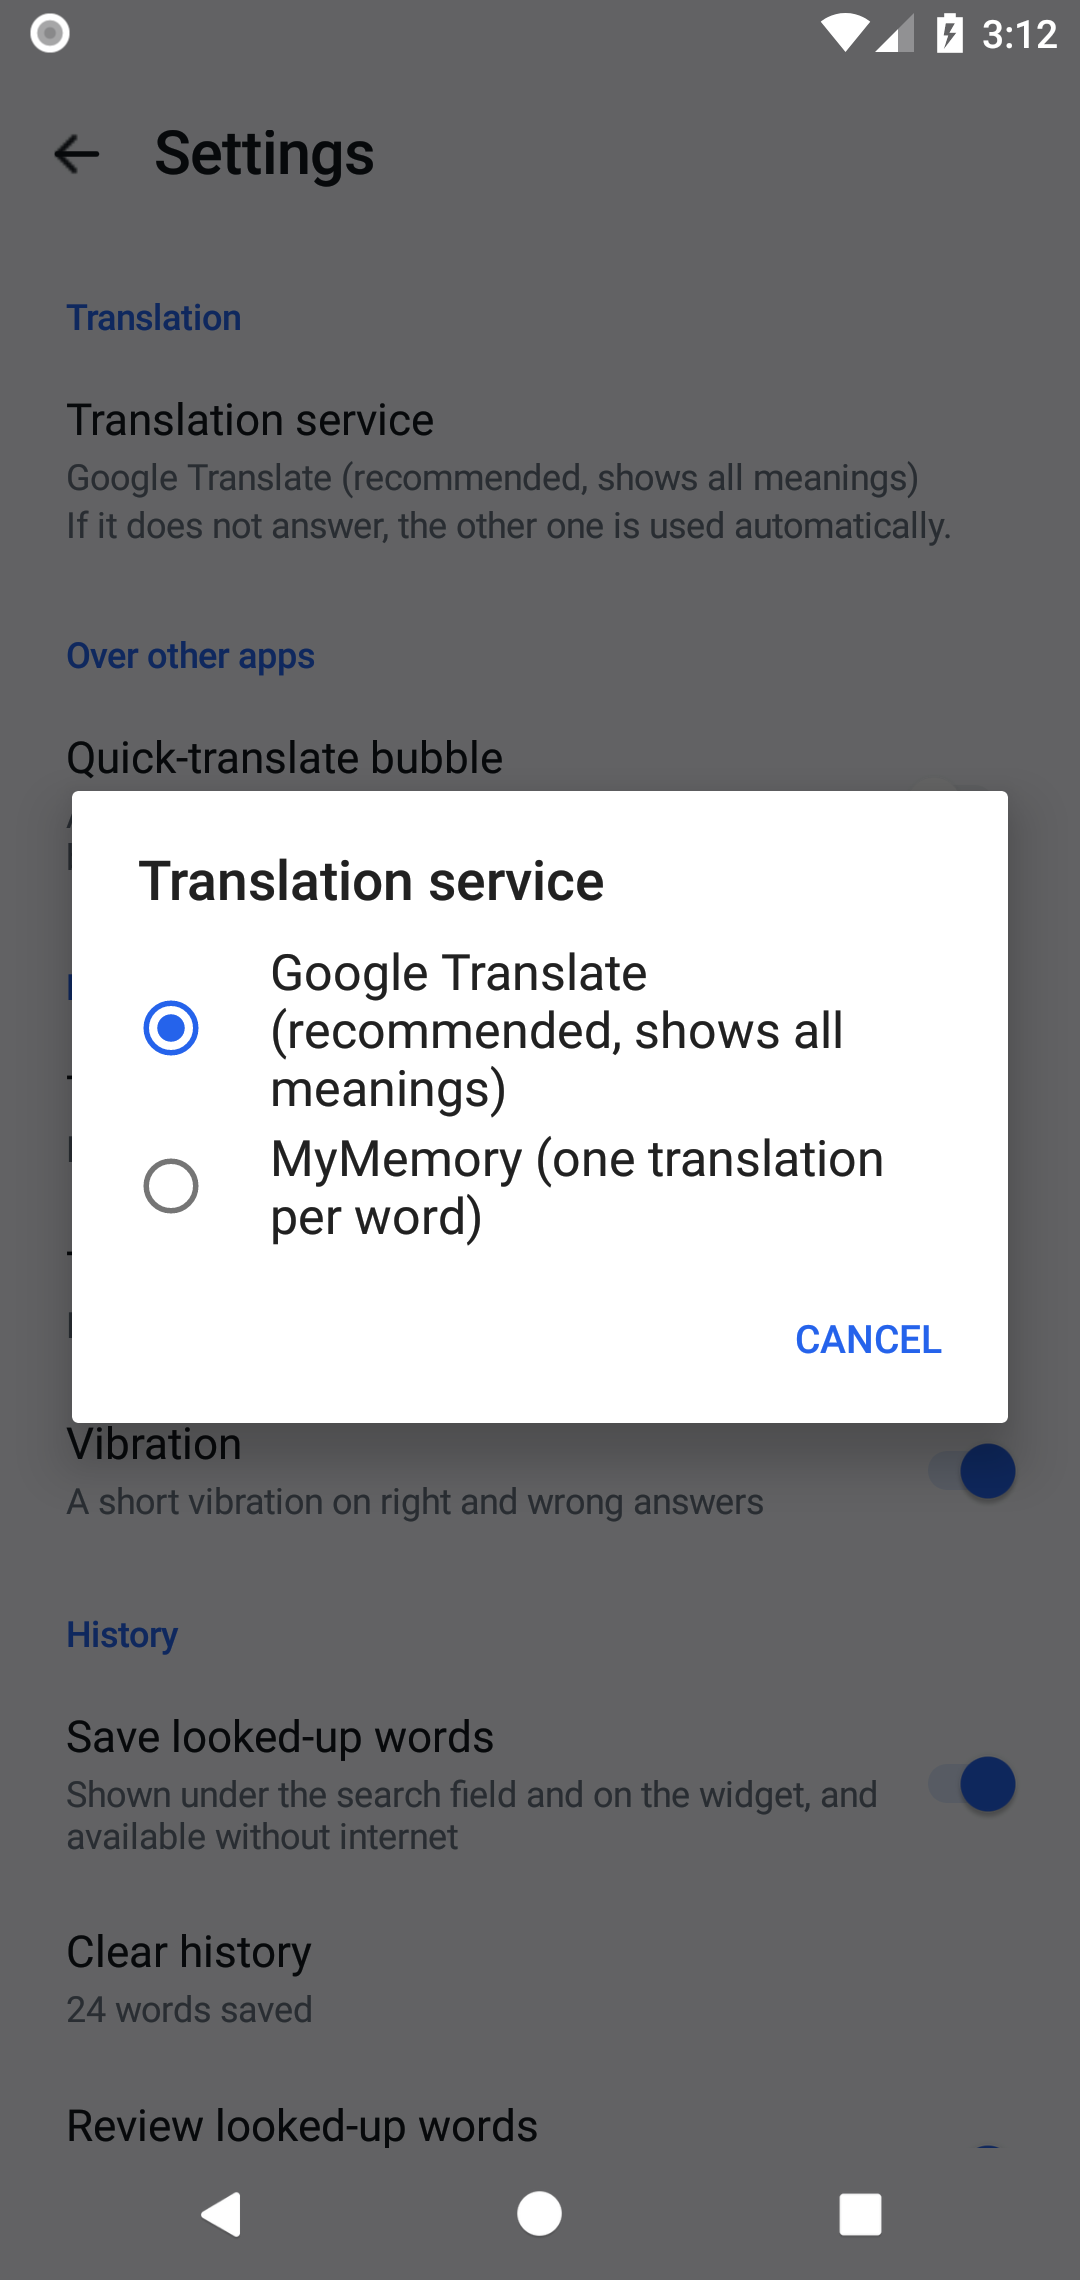 3:12
Settings
Translation
Translation service
Google Translate (recommended, shows all meanings)
If it does not answer, the other one is used automatically.
Over other apps
Quick-translate bubble
Translation service
Google Translate
(recommended, shows all
meanings)
MyMemory (one translation
per word)
CANCEL
Vibration
A short vibration on right and wrong answers
History
Save looked-up words
Shown under the search field and on the widget, and
available without internet
Clear history
24 words saved
Review looked-up words